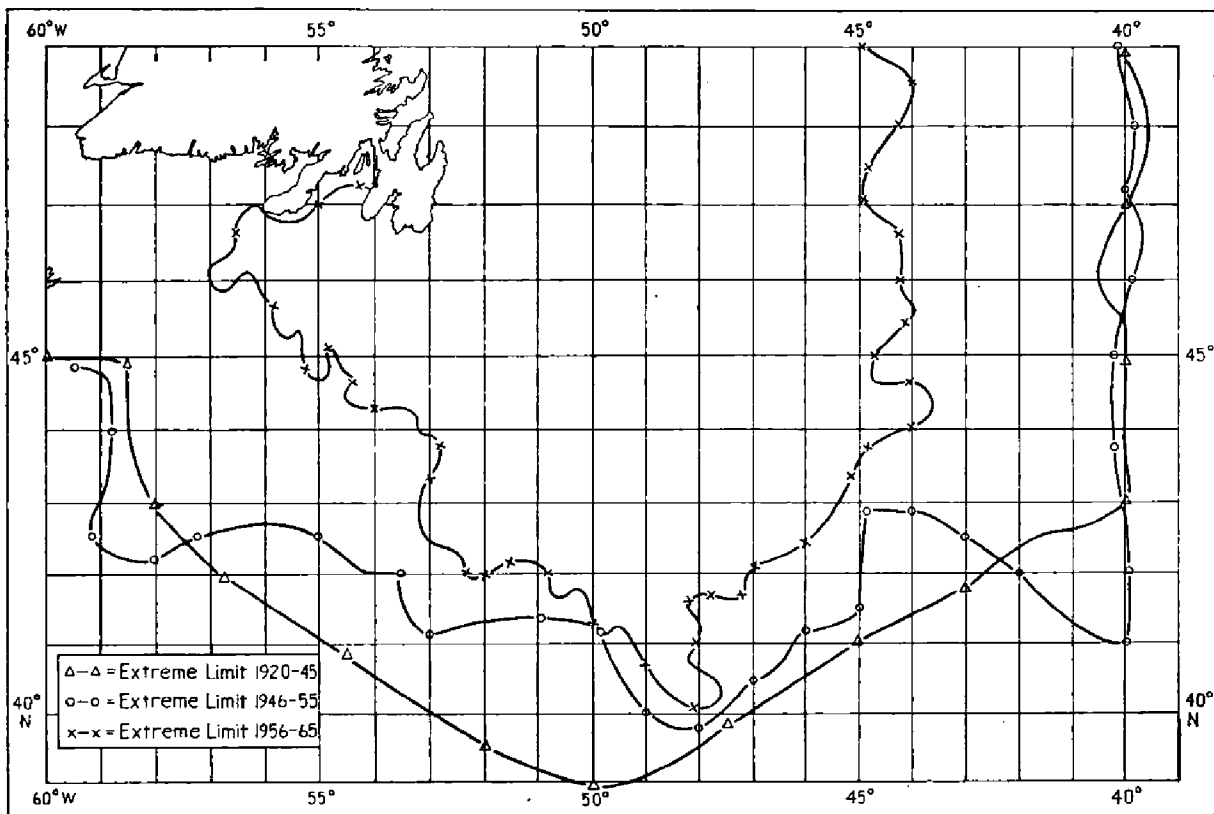 60°W 55° 50° 45° 40°
45° 45°
△-△ = Extreme Limit 1920-45
o-o = Extreme Limit 1946-55
x-x = Extreme Limit 1956-65
40° N 40° N
60°W 55° 50° 45° 40°